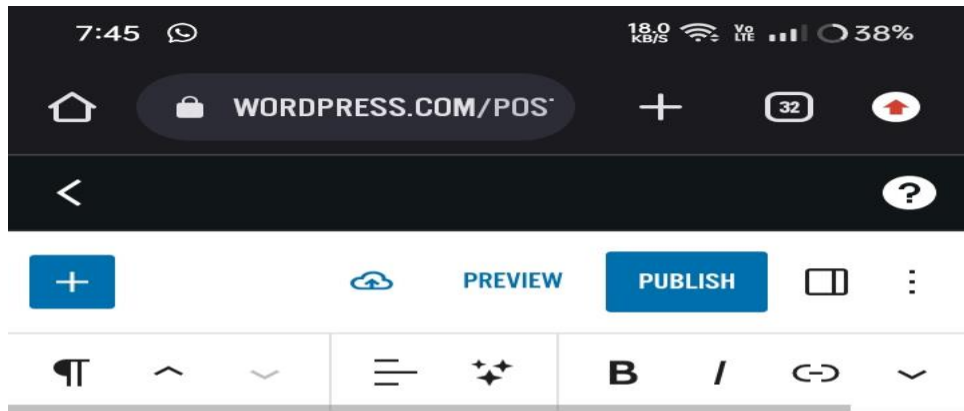 7:45 18.0 KB/S Vo LTE 38%
WORDPRESS.COM/POS 32
?
PREVIEW PUBLISH
B I